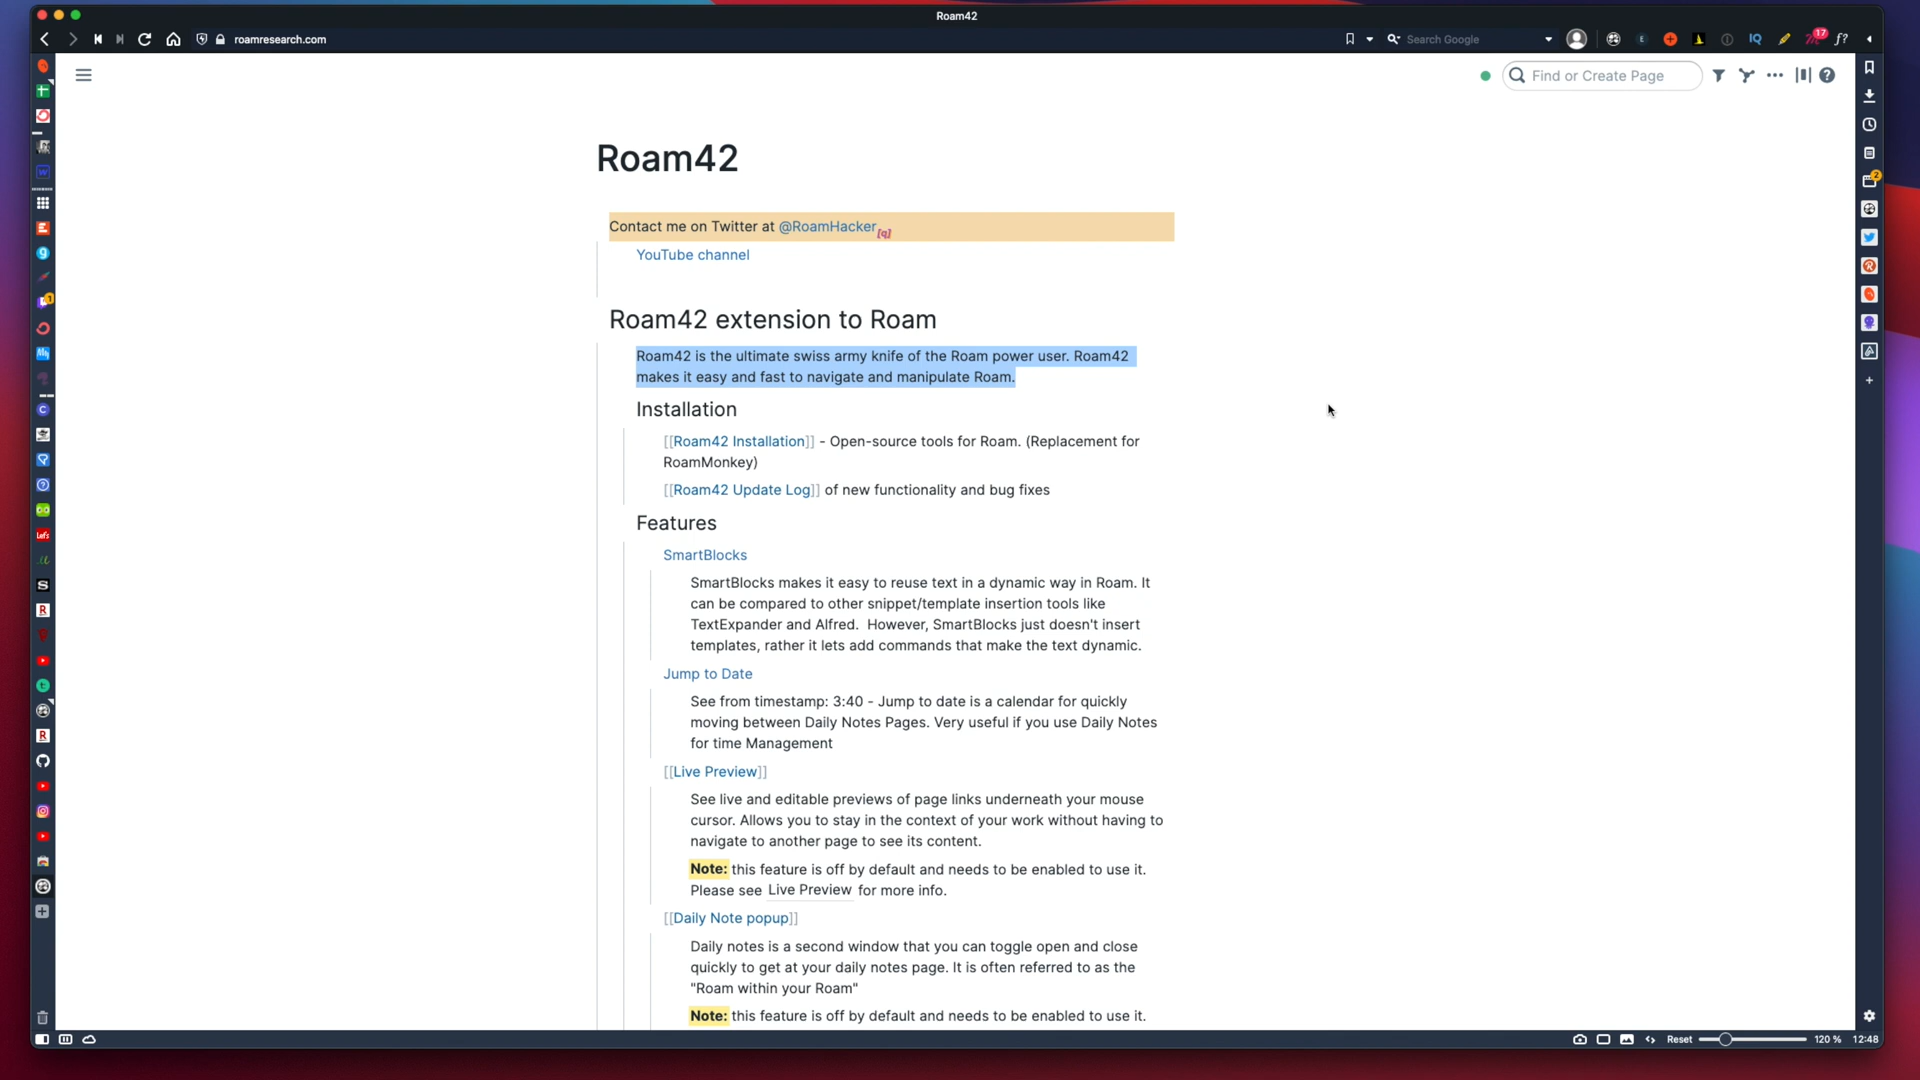 Roam42
roamresearch.com
Search Google
17
Find or Create Page
Roam42
Contact me on Twitter at @RoamHacker[q]
YouTube channel
Roam42 extension to Roam
Roam42 is the ultimate swiss army knife of the Roam power user. Roam42
makes it easy and fast to navigate and manipulate Roam.
Installation
[[Roam42 Installation]] - Open-source tools for Roam. (Replacement for
RoamMonkey)
[[Roam42 Update Log]] of new functionality and bug fixes
Features
SmartBlocks
SmartBlocks makes it easy to reuse text in a dynamic way in Roam. It
can be compared to other snippet/template insertion tools like
TextExpander and Alfred.  However, SmartBlocks just doesn't insert
templates, rather it lets add commands that make the text dynamic.
Jump to Date
See from timestamp: 3:40 - Jump to date is a calendar for quickly
moving between Daily Notes Pages. Very useful if you use Daily Notes
for time Management
[[Live Preview]]
See live and editable previews of page links underneath your mouse
cursor. Allows you to stay in the context of your work without having to
navigate to another page to see its content.
Note: this feature is off by default and needs to be enabled to use it.
Please see Live Preview for more info.
[[Daily Note popup]]
Daily notes is a second window that you can toggle open and close
quickly to get at your daily notes page. It is often referred to as the
"Roam within your Roam"
Note: this feature is off by default and needs to be enabled to use it.
Reset 120 % 12:48